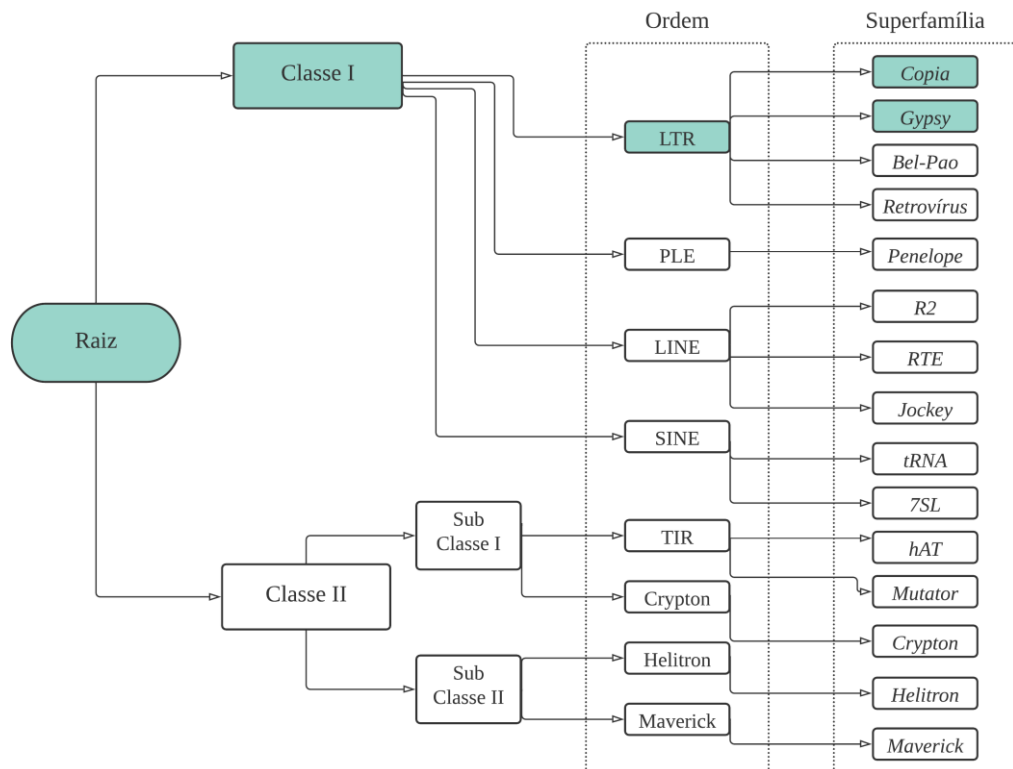 Ordem
Superfamília
Classe I
Copia
Gypsy
LTR
Bel-Pao
Retrovírus
PLE
Penelope
R2
Raiz
LINE
RTE
Jockey
SINE
tRNA
7SL
Sub
Classe I
TIR
hAT
Classe II
Mutator
Crypton
Crypton
Sub
Classe II
Helitron
Helitron
Maverick
Maverick